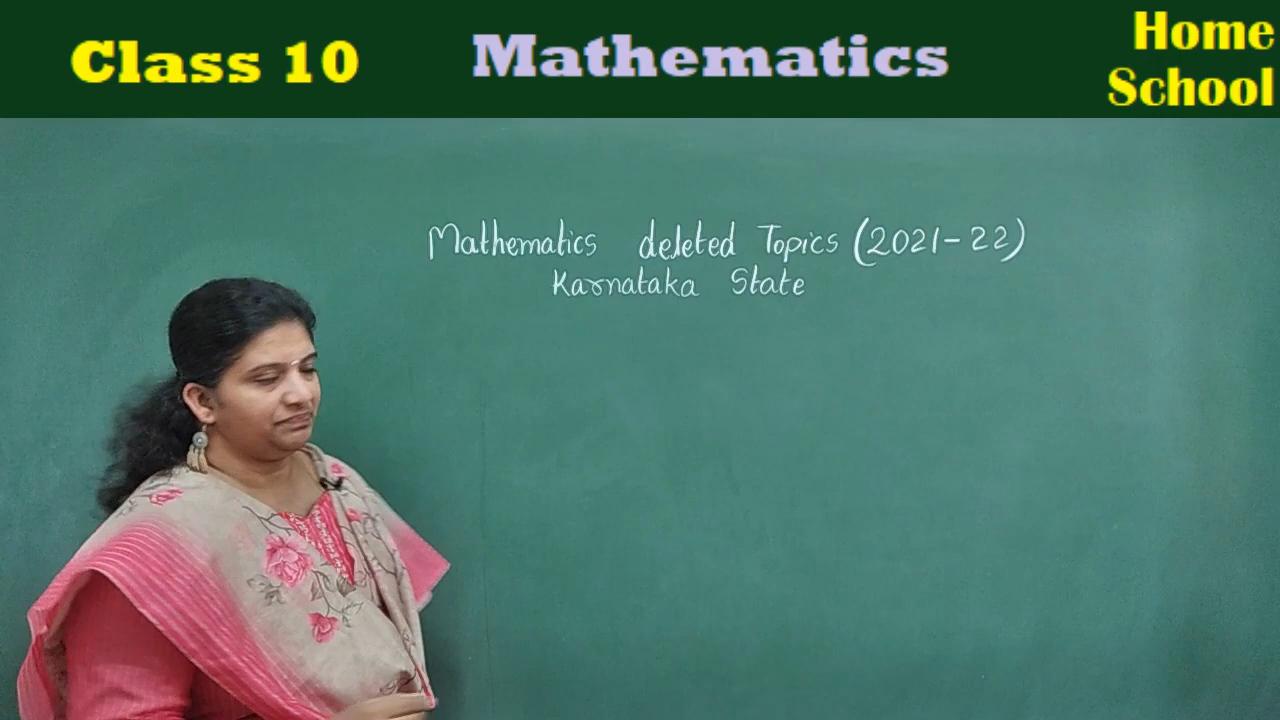 Class 10
Mathematics
Home
School
Mathematics deleted Topics (2021-22)
Karnataka State